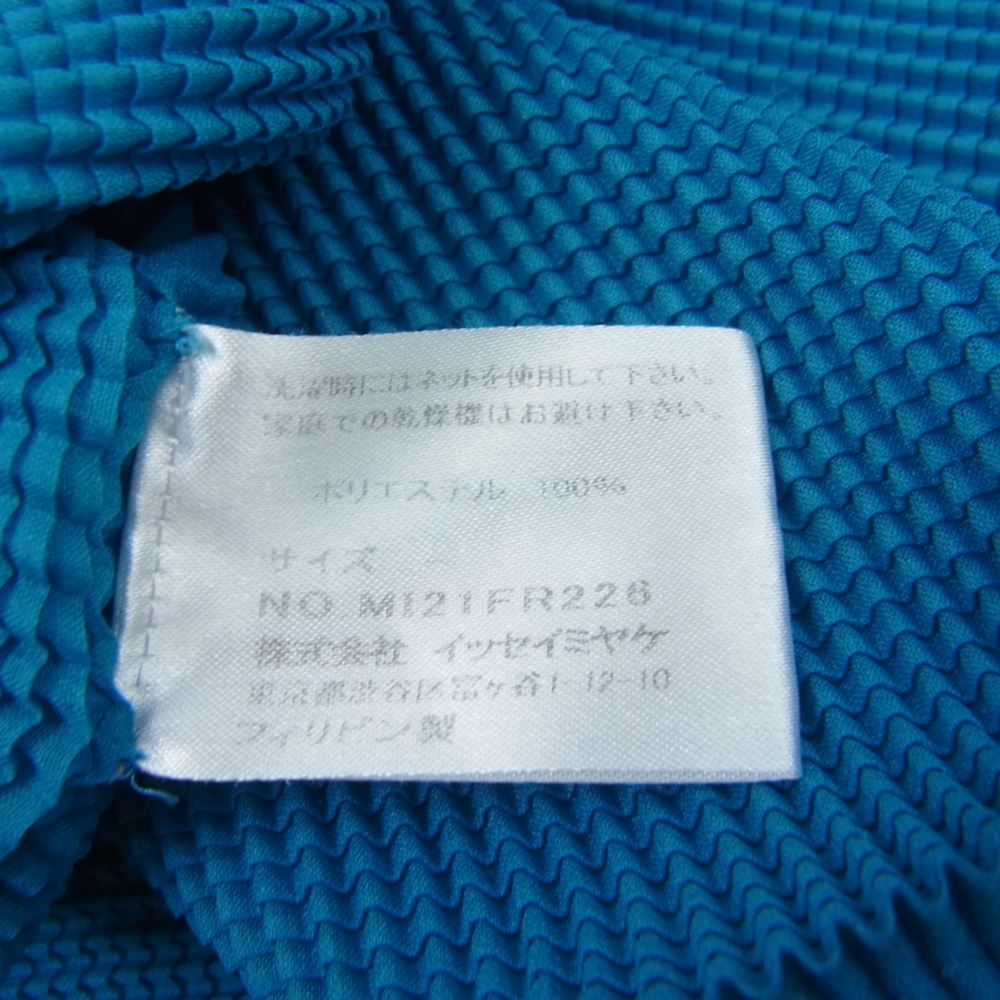 洗濯時にはネットを使用して下さい。
家庭での乾燥機はお避け下さい。
ポリエステル 100%
サイズ -
NO MI21FR226
株式会社 イッセイミヤケ
東京都渋谷区富ヶ谷1-12-10
フィリピン製